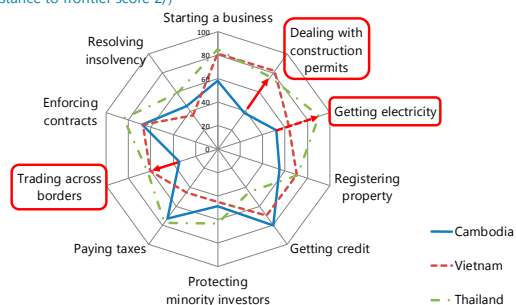 stance to frontier score 2/)
Starting a business
Dealing with
construction
permits
Getting electricity
Registering
property
Getting credit
Protecting
minority investors
Paying taxes
Trading across
borders
Enforcing
contracts
Resolving
insolvency
100
80
60
40
20
0
Cambodia
Vietnam
Thailand